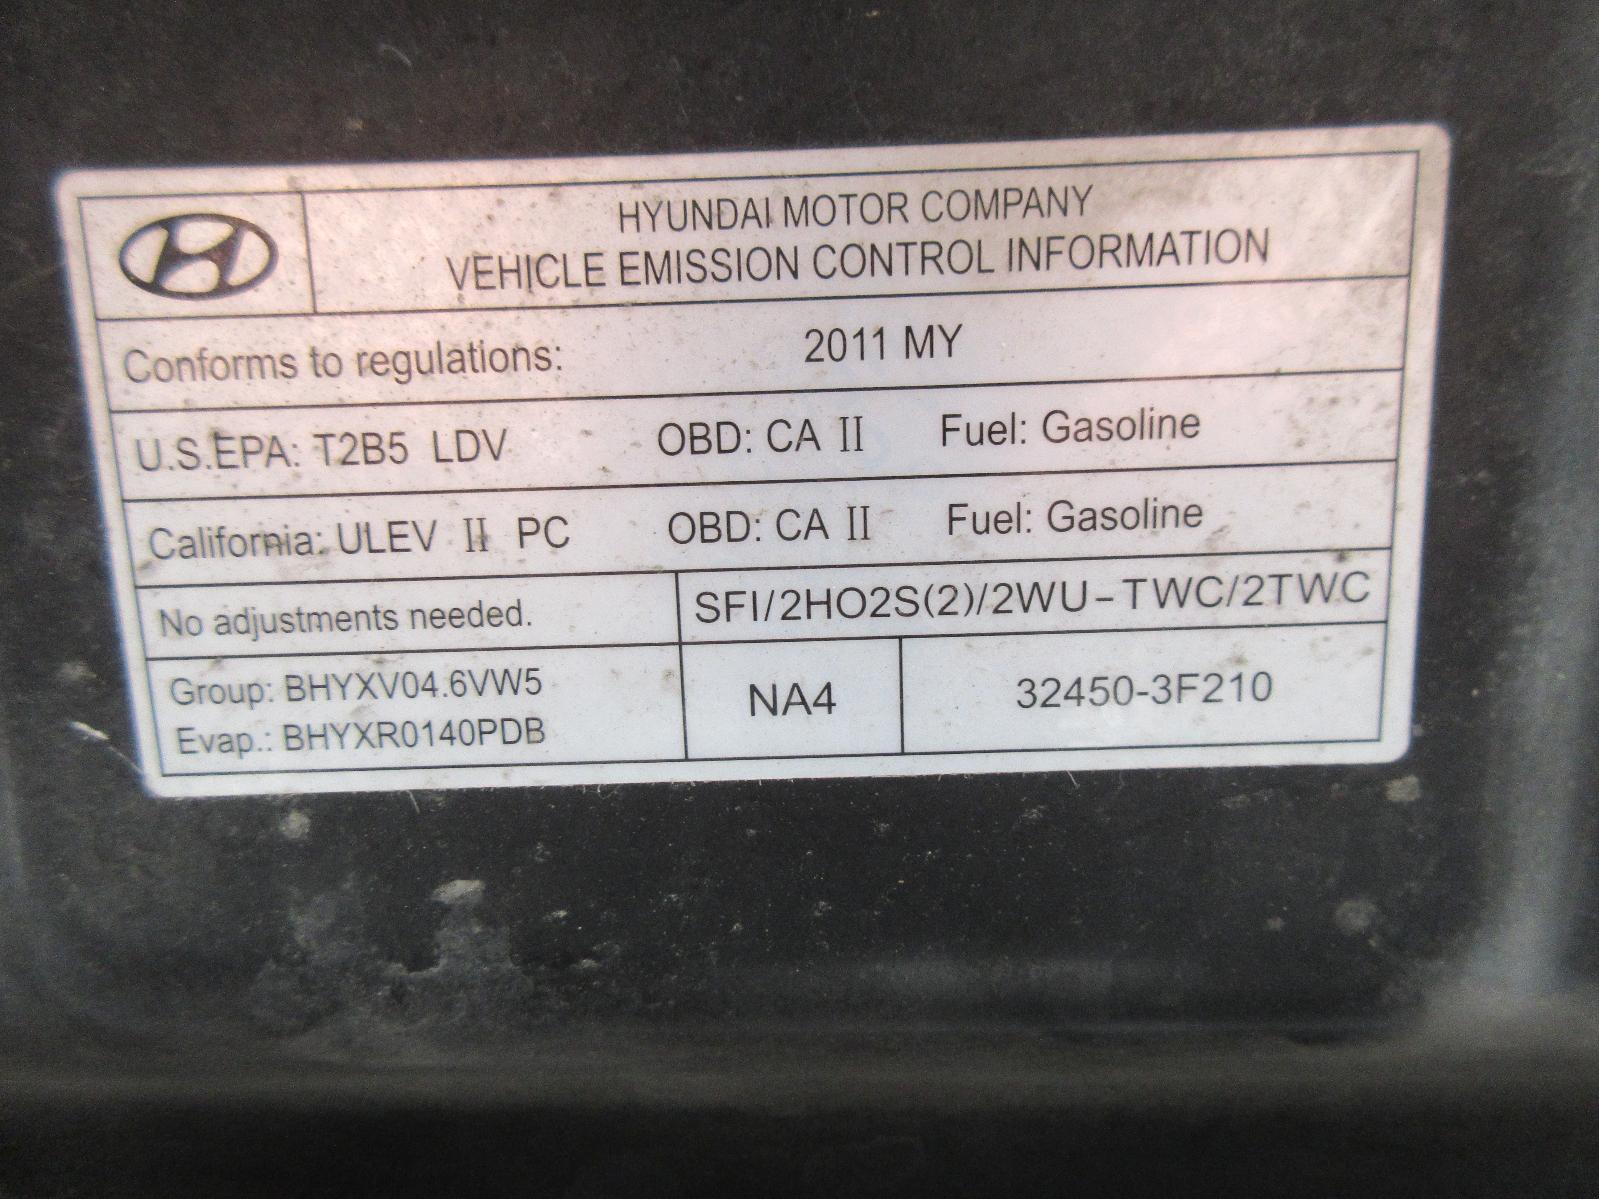 HYUNDAI MOTOR COMPANY
VEHICLE EMISSION CONTROL INFORMATION
Conforms to regulations: 2011 MY
U.S.EPA: T2B5 LDV OBD: CA II Fuel: Gasoline
California: ULEV II PC OBD: CA II Fuel: Gasoline
No adjustments needed. SFI/2HO2S(2)/2WU-TWC/2TWC
Group: BHYXV04.6VW5
Evap.: BHYXR0140PDB
NA4
32450-3F210